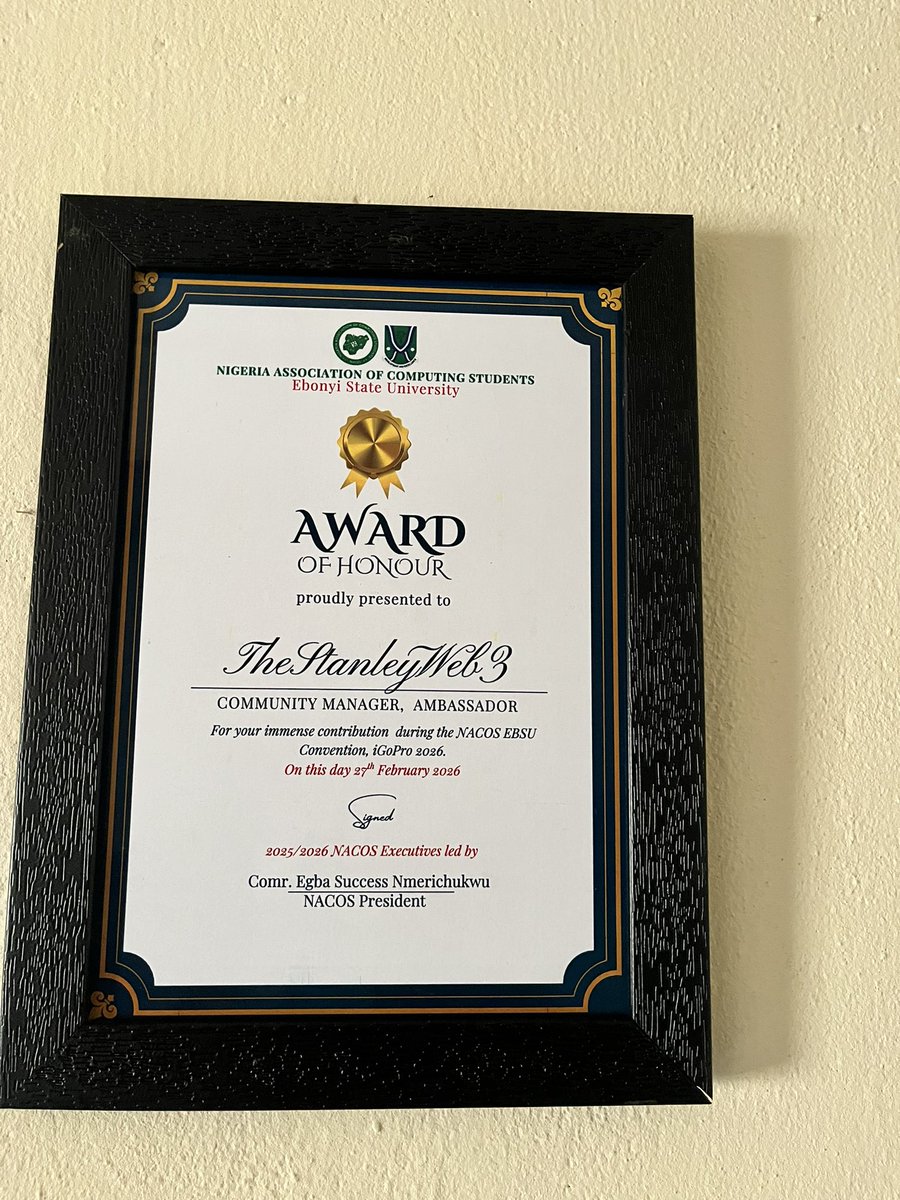 NIGERIA ASSOCIATION OF COMPUTING STUDENTS
Ebonyi State University
AWARD
OF HONOUR
proudly presented to
TheStanleyWeb3
COMMUNITY MANAGER, AMBASSADOR
For your immense contribution during the NACOS EBSU
Convention, iGoPro 2026.
On this day 27th February 2026
Signed
2025/2026 NACOS Executives led by
Comr. Egba Success Nmerichukwu
NACOS President